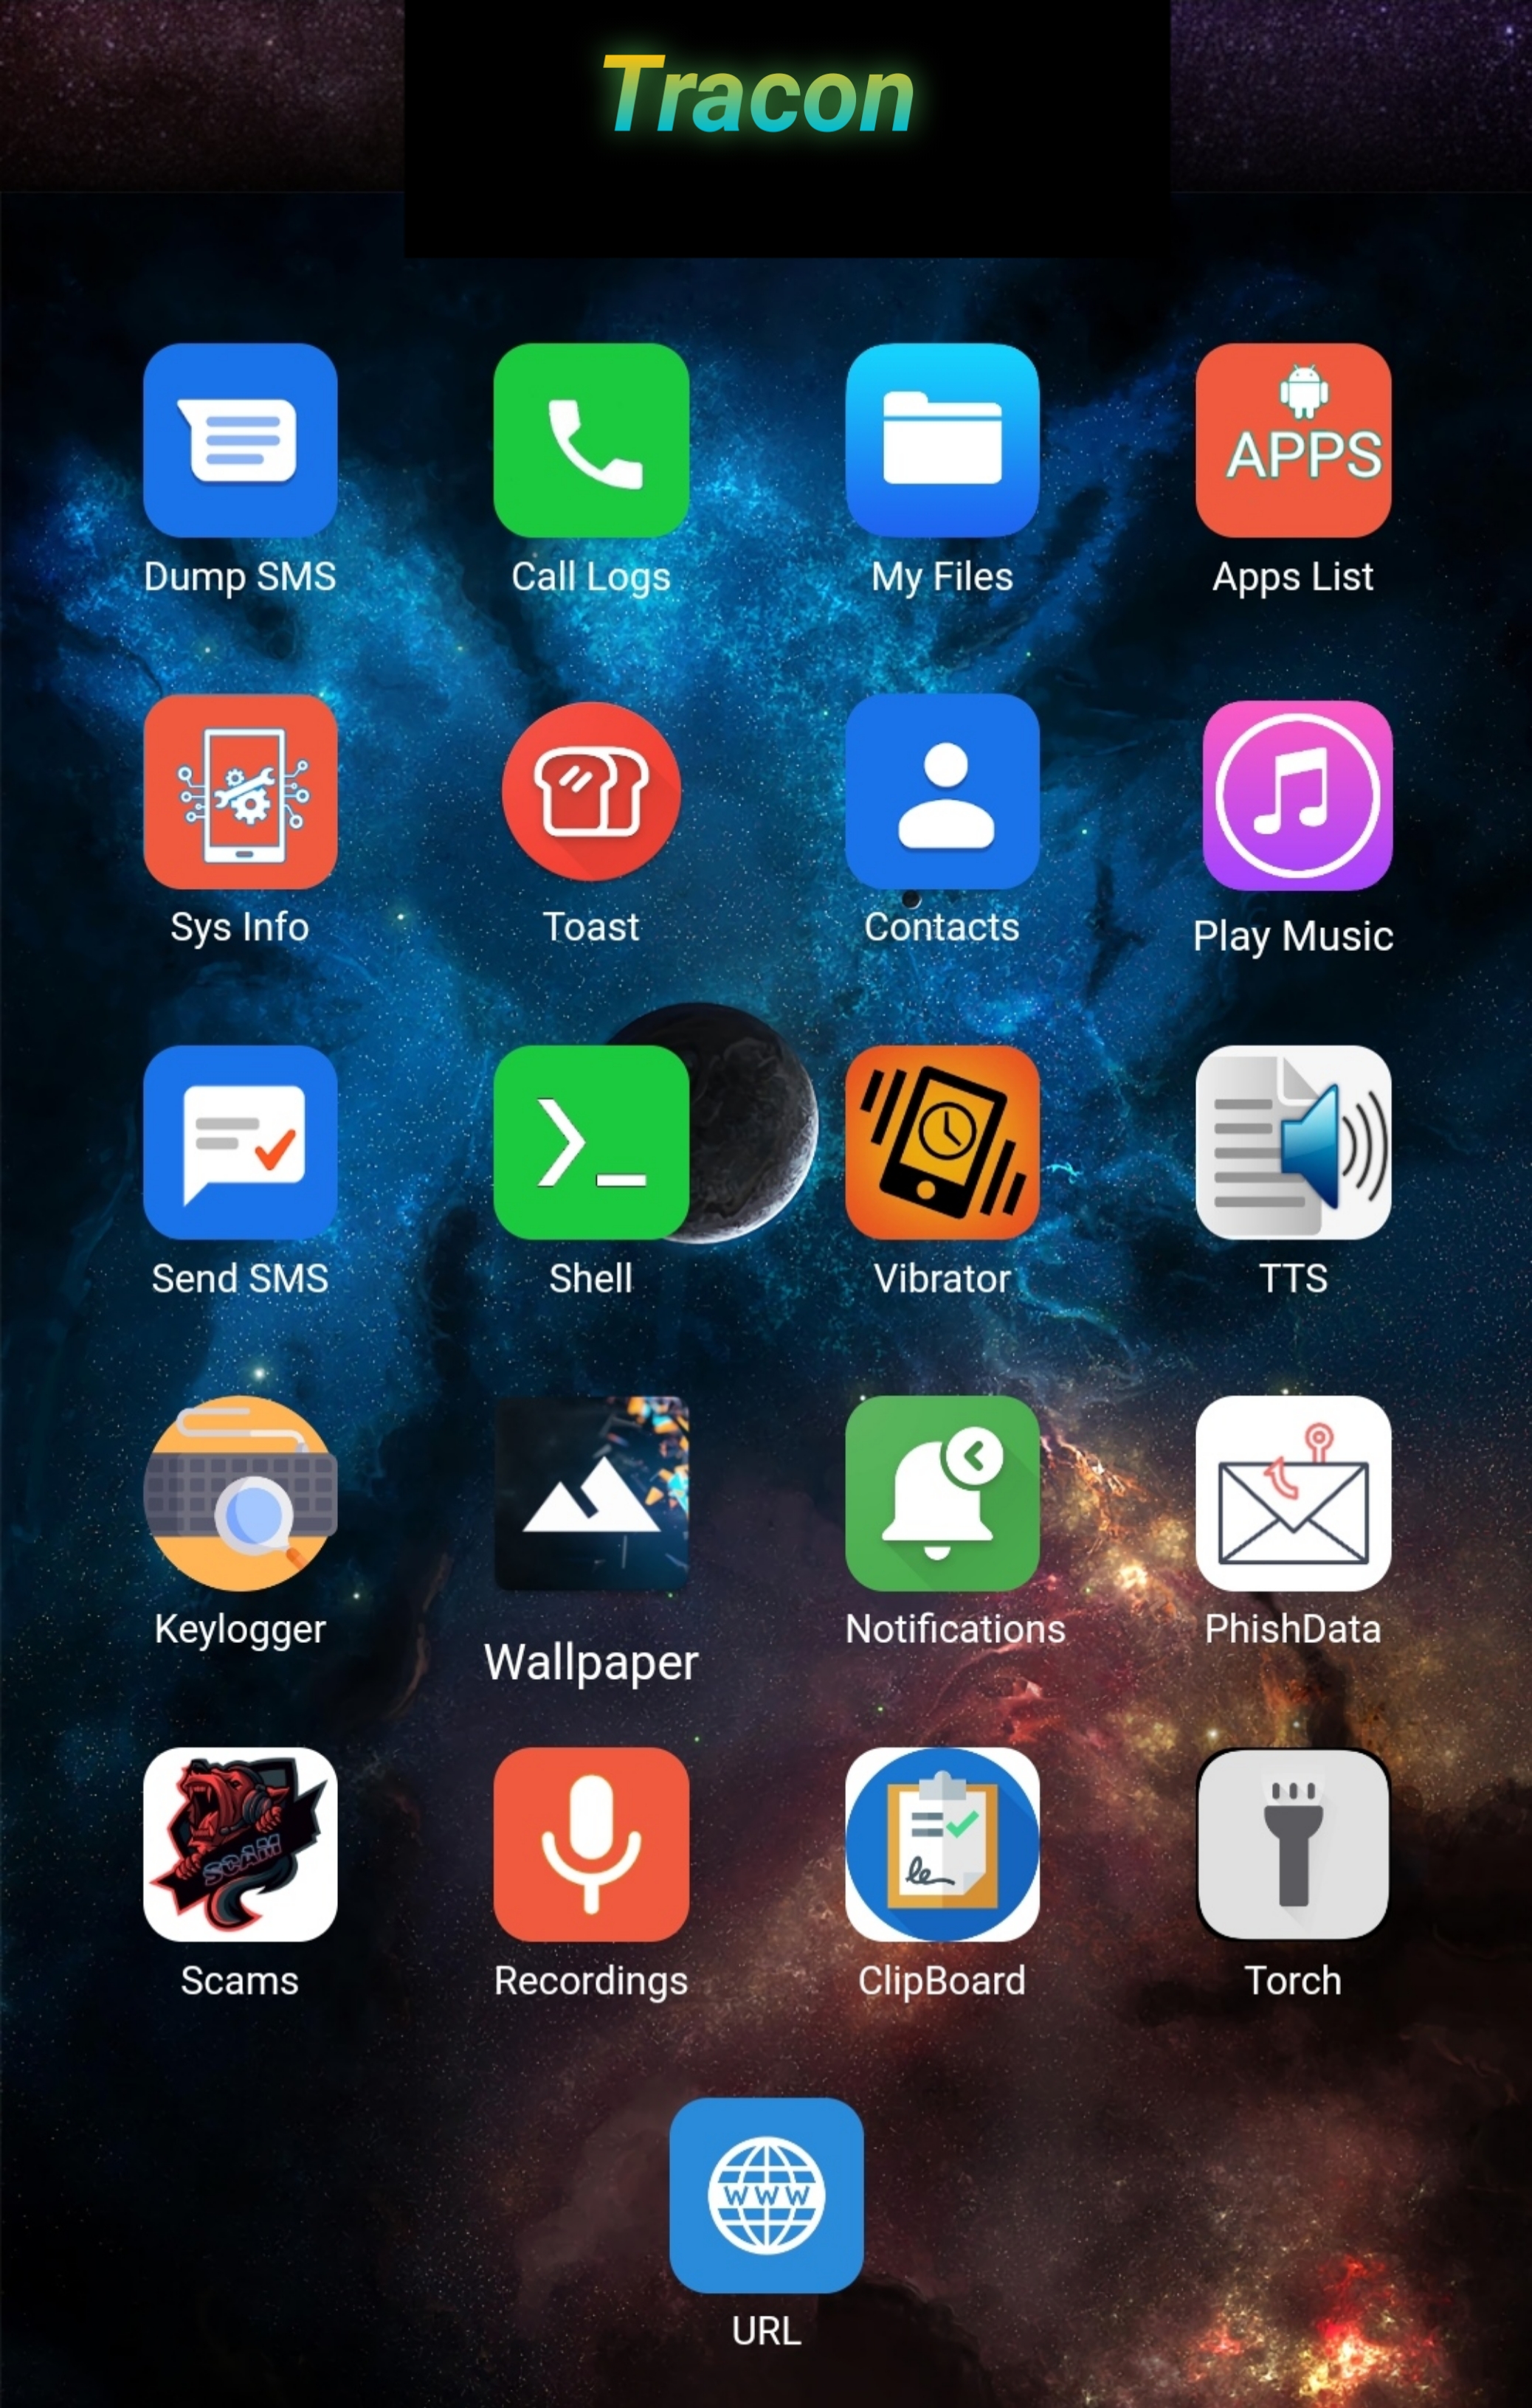 Tracon
APPS
Dump SMS
Call Logs
My Files
Apps List
Sys Info
Toast
Contacts
Play Music
Send SMS
Shell
Vibrator
TTS
Keylogger
Wallpaper
Notifications
PhishData
SCAM
Scams
Recordings
ClipBoard
Torch
WWW
URL